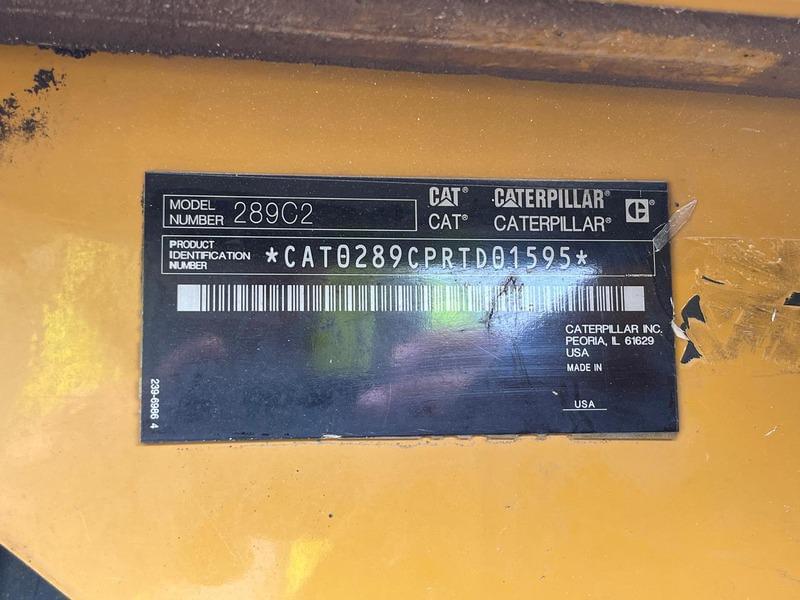 MODEL NUMBER 289C2
CAT® CATERPILLAR®
CAT® CATERPILLAR®
PRODUCT IDENTIFICATION NUMBER *CAT0289CPRTD01595*
CATERPILLAR INC.
PEORIA, IL 61629
USA
MADE IN
USA
239-6986 4